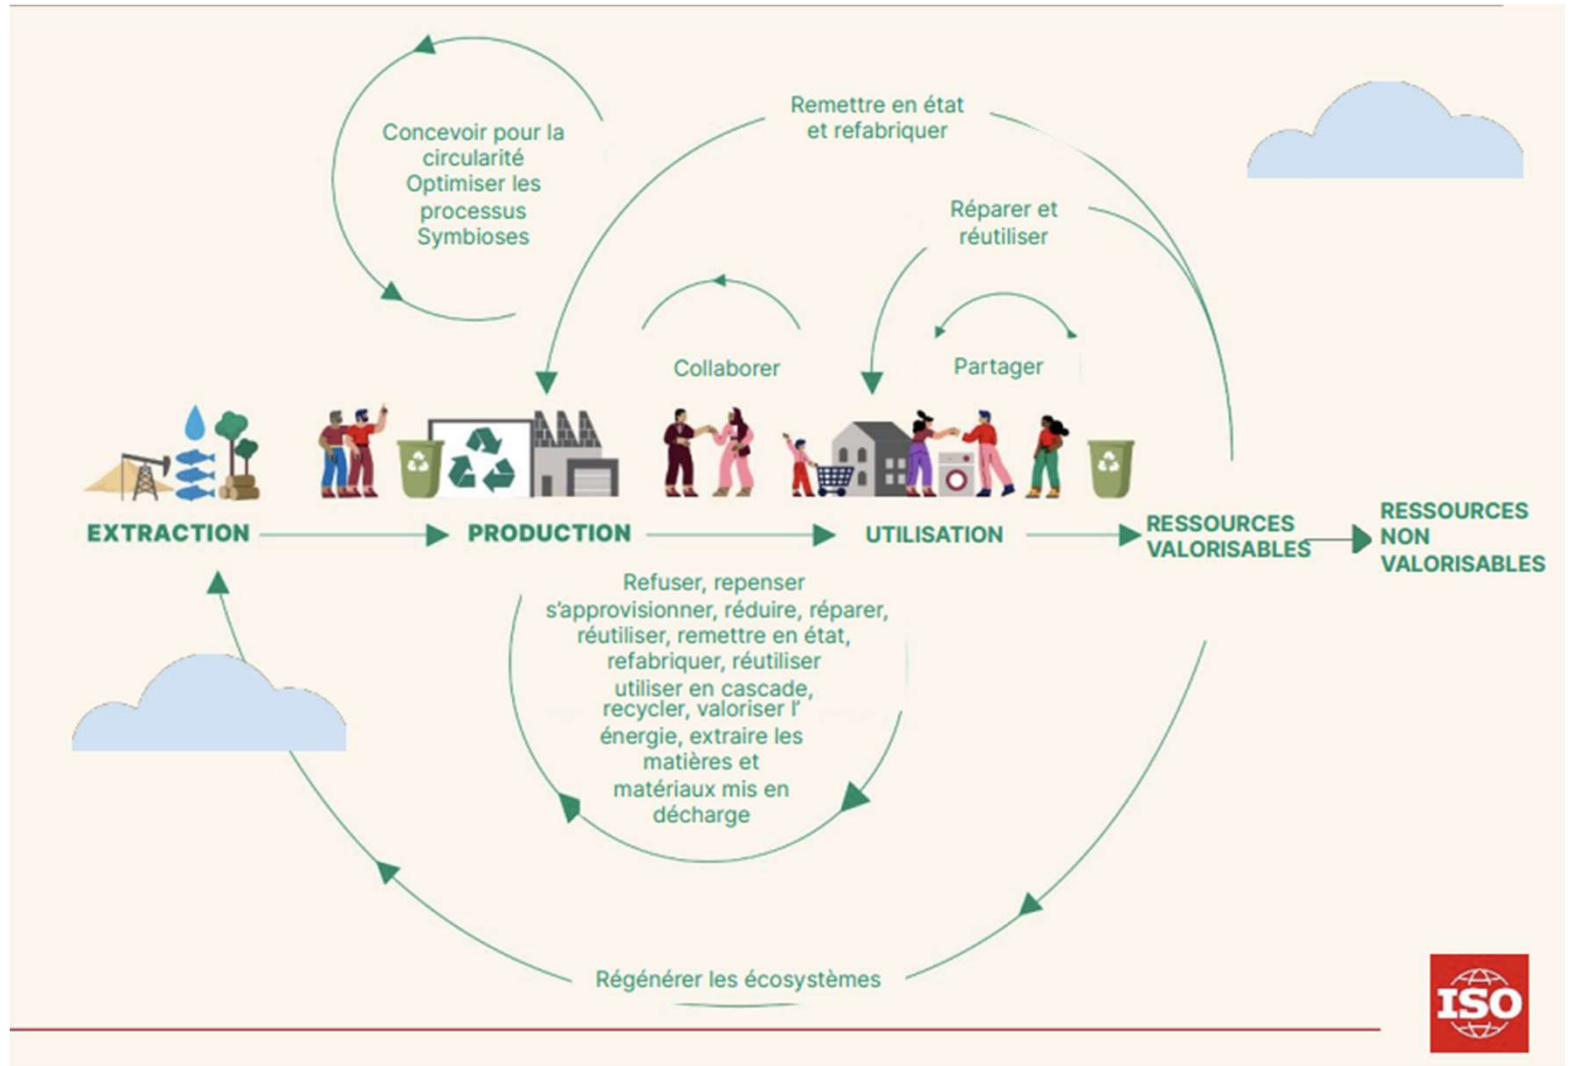 Concevoir pour la
circularité
Optimiser les
processus
Symbioses
Remettre en état
et refabriquer
Réparer et
réutiliser
Collaborer
Partager
EXTRACTION
PRODUCTION
UTILISATION
RESSOURCES
VALORISABLES
RESSOURCES
NON
VALORISABLES
Refuser, repenser
s'approvisionner, réduire, réparer,
réutiliser, remettre en état,
refabriquer, réutiliser
utiliser en cascade,
recycler, valoriser l'
énergie, extraire les
matières et
matériaux mis en
décharge
Régénérer les écosystèmes
ISO